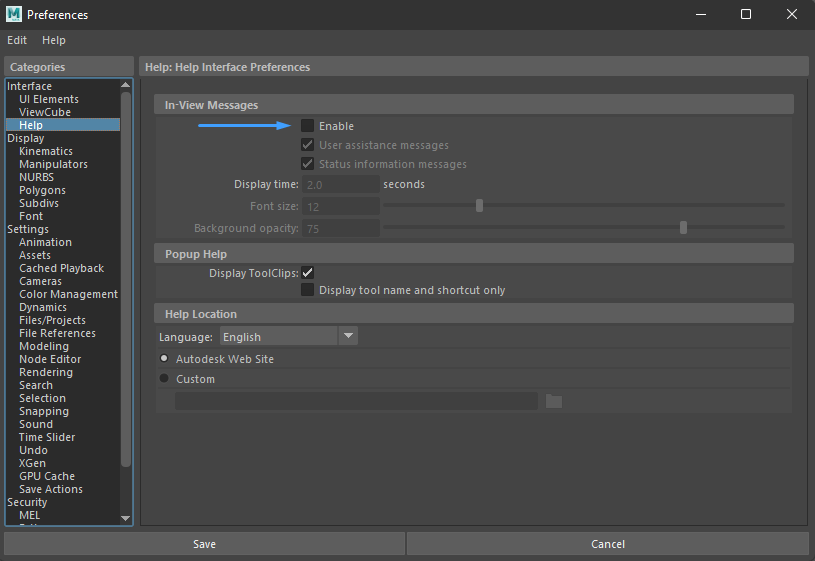 Preferences
Edit Help
Categories
Interface
UI Elements
ViewCube
Help
Display
Kinematics
Manipulators
NURBS
Polygons
Subdivs
Font
Settings
Animation
Assets
Cached Playback
Cameras
Color Management
Dynamics
Files/Projects
File References
Modeling
Node Editor
Rendering
Search
Selection
Snapping
Sound
Time Slider
Undo
XGen
GPU Cache
Save Actions
Security
MEL
Help: Help Interface Preferences
In-View Messages
Enable
User assistance messages
Status information messages
Display time: 2.0 seconds
Font size: 12
Background opacity: 75
Popup Help
Display ToolClips:
Display tool name and shortcut only
Help Location
Language: English
Autodesk Web Site
Custom
Save Cancel